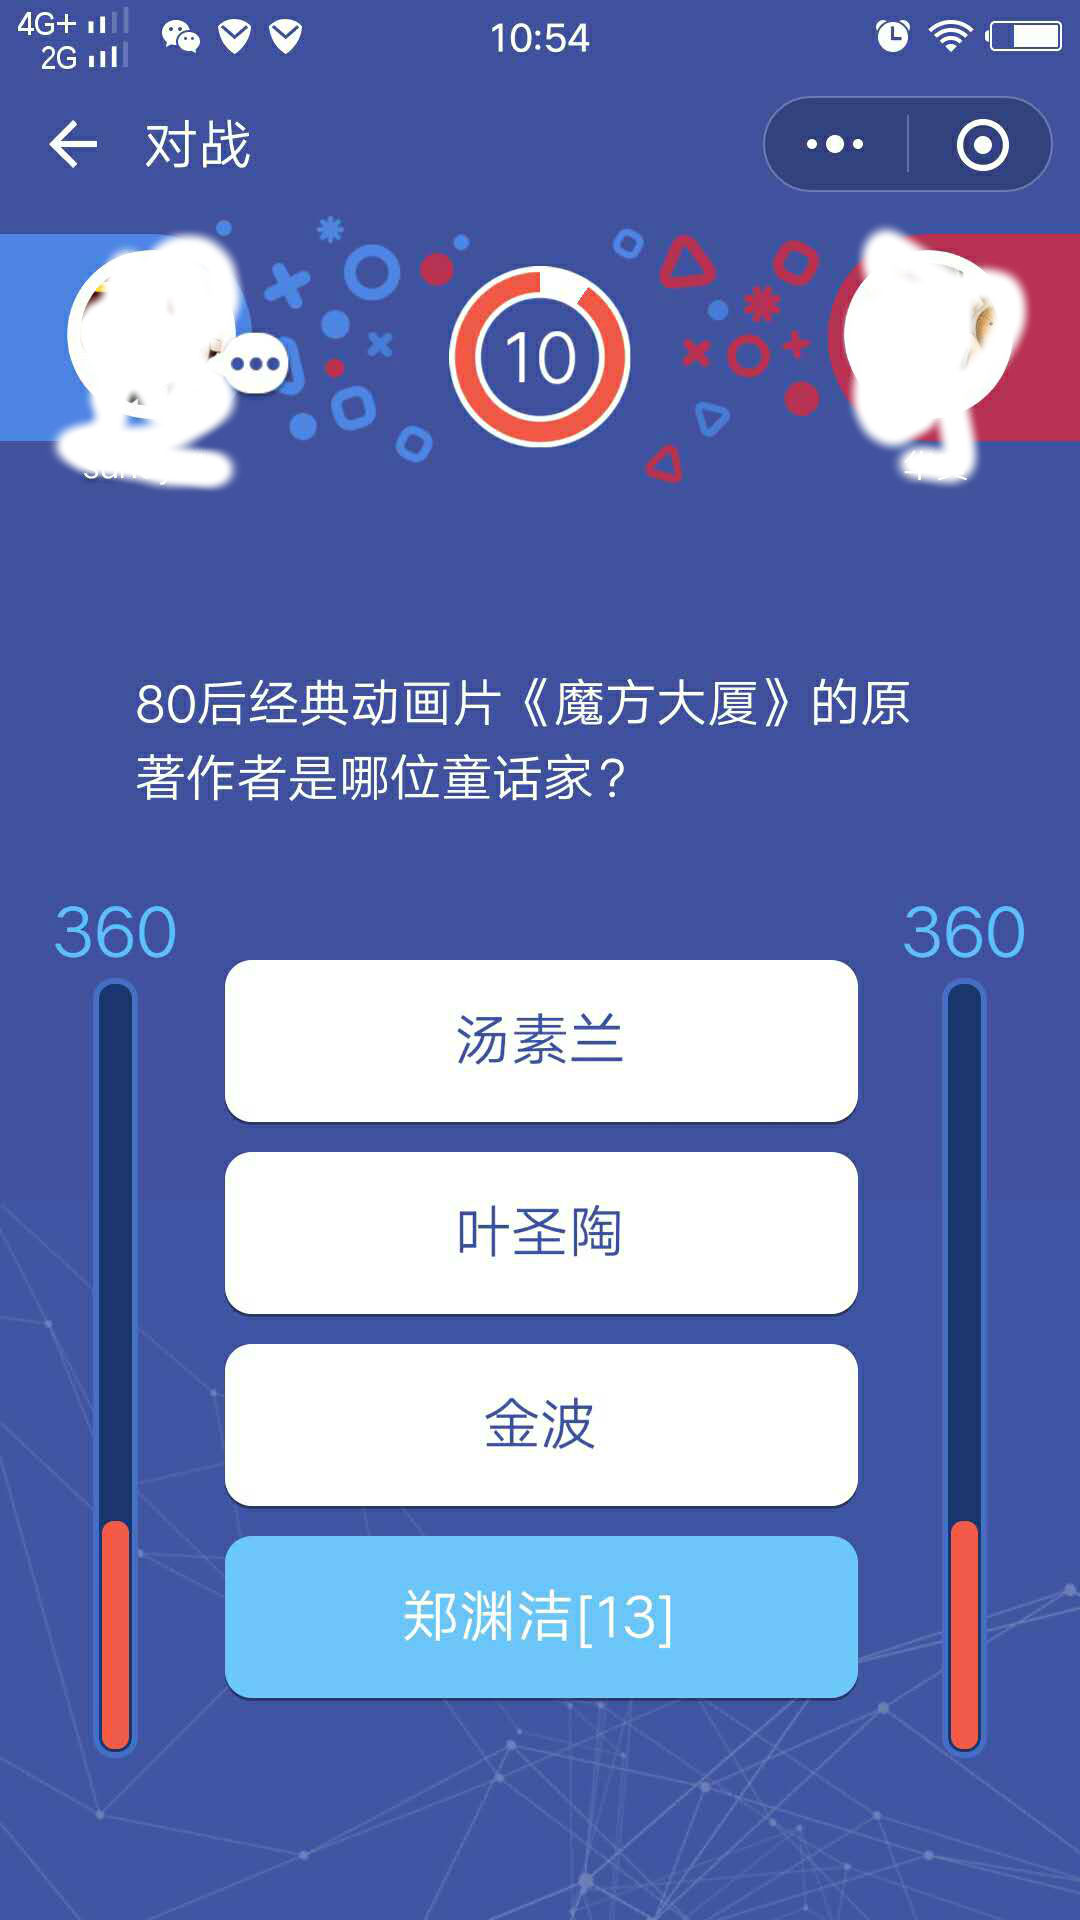 4G+
2G
10:54
对战
10
80后经典动画片《魔方大厦》的原
著作者是哪位童话家?
360
360
汤素兰
叶圣陶
金波
郑渊洁[13]